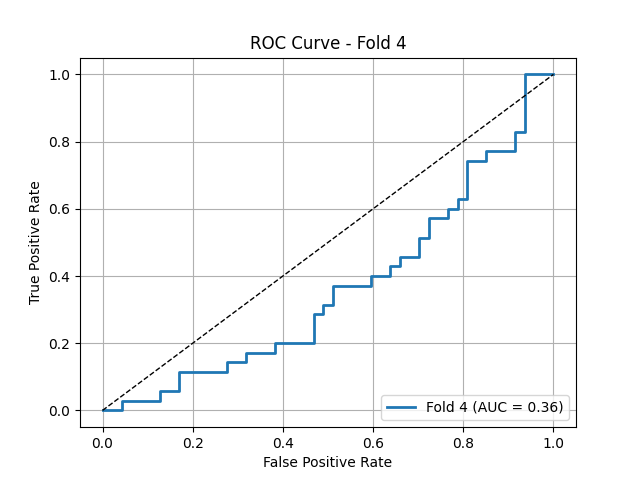 ROC Curve - Fold 4
True Positive Rate
1.0
0.8
0.6
0.4
0.2
0.0
Fold 4 (AUC = 0.36)
0.0 0.2 0.4 0.6 0.8 1.0
False Positive Rate